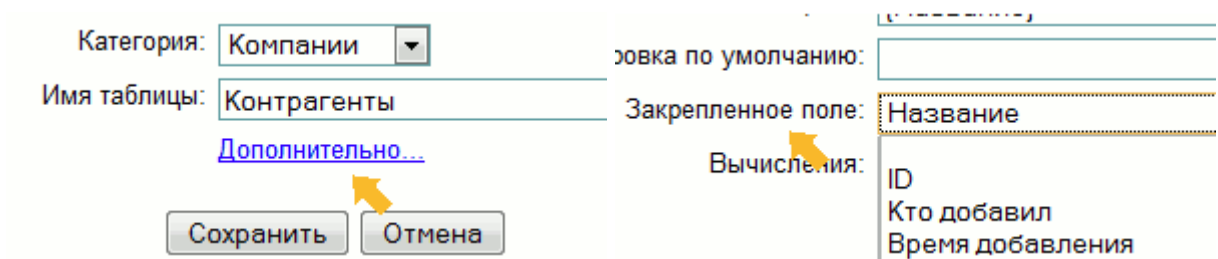 Категория: Компании
Имя таблицы: Контрагенты
Дополнительно...
Сохранить Отмена
по умолчанию:
Закрепленное поле: Название
Вычисления:
ID
Кто добавил
Время добавления